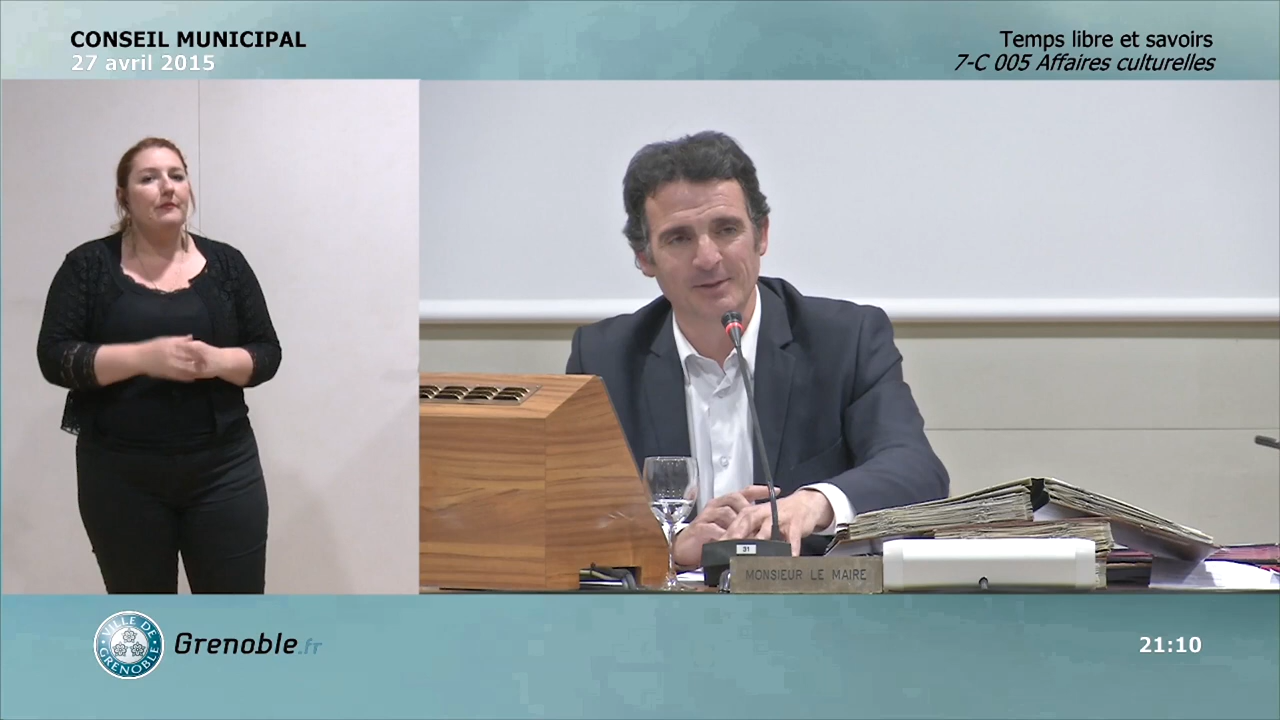 CONSEIL MUNICIPAL
27 avril 2015
Temps libre et savoirs
7-C 005 Affaires culturelles
31
MONSIEUR LE MAIRE
VILLE DE GRENOBLE
Grenoble.fr
21:10